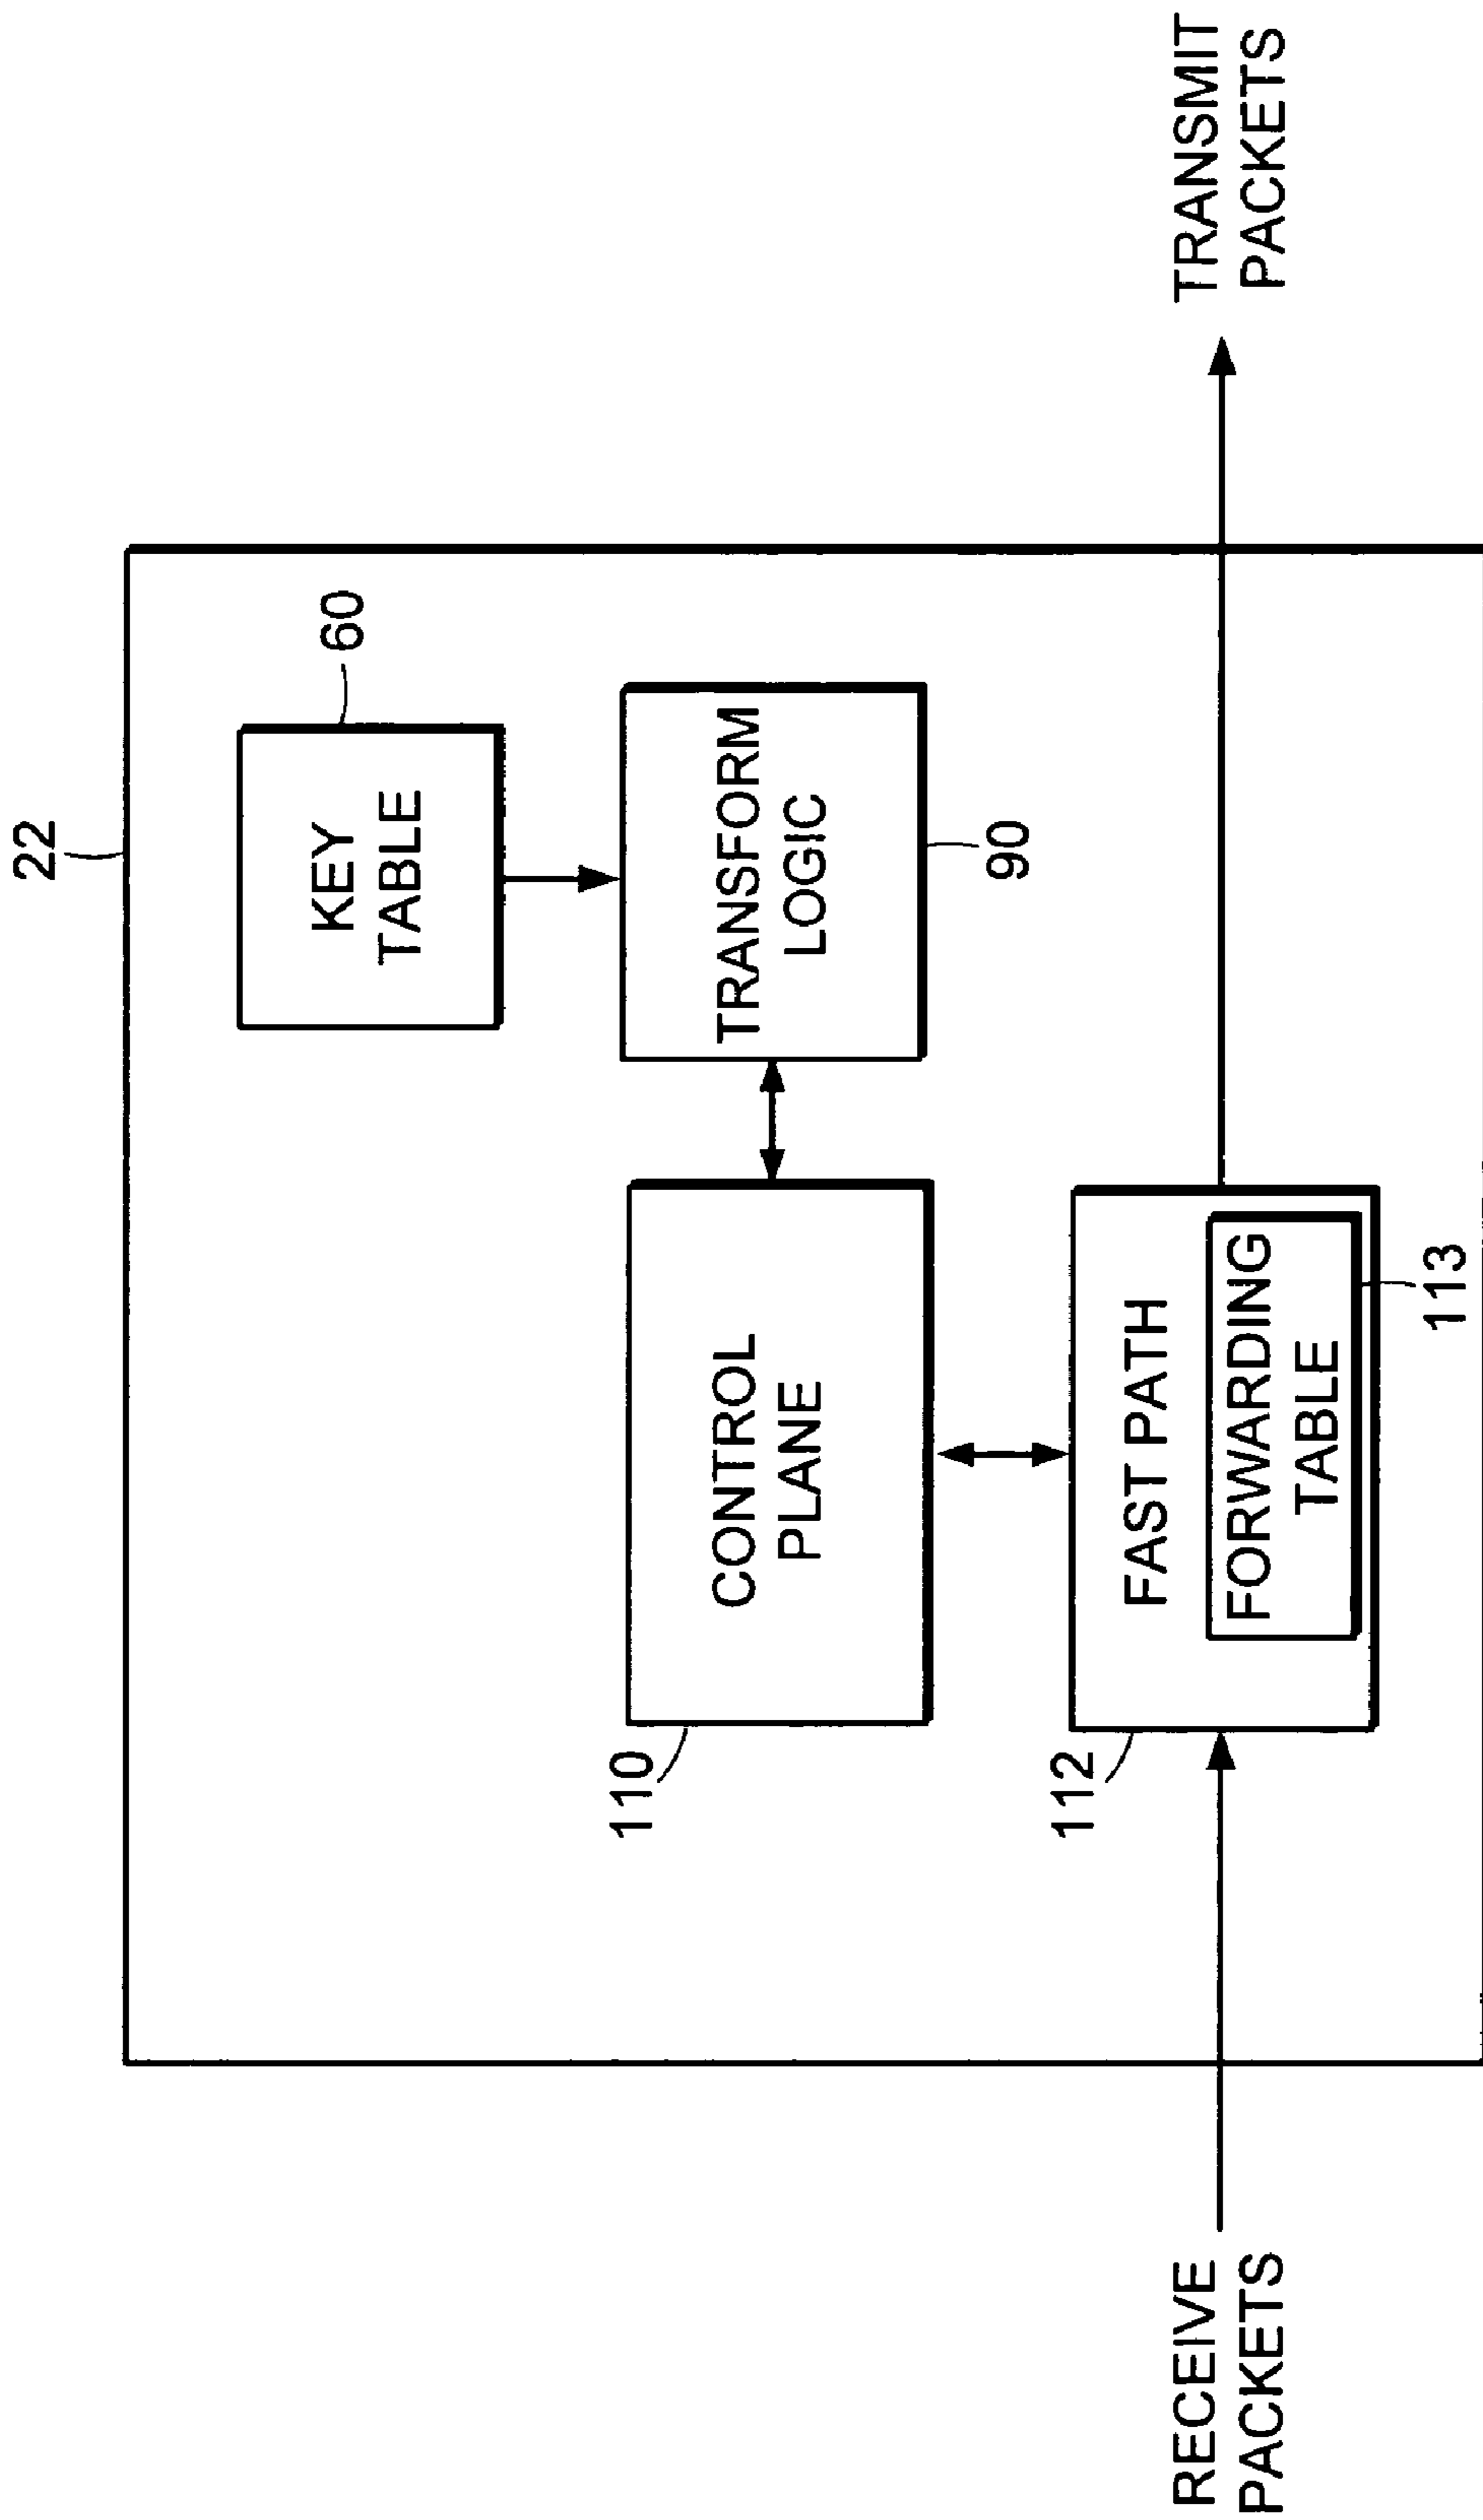 22
KEY
TABLE
60
CONTROL
PLANE
110
TRANSFORM
LOGIC
90
FAST PATH
112
FORWARDING
TABLE
113
RECEIVE
PACKETS
TRANSMIT
PACKETS